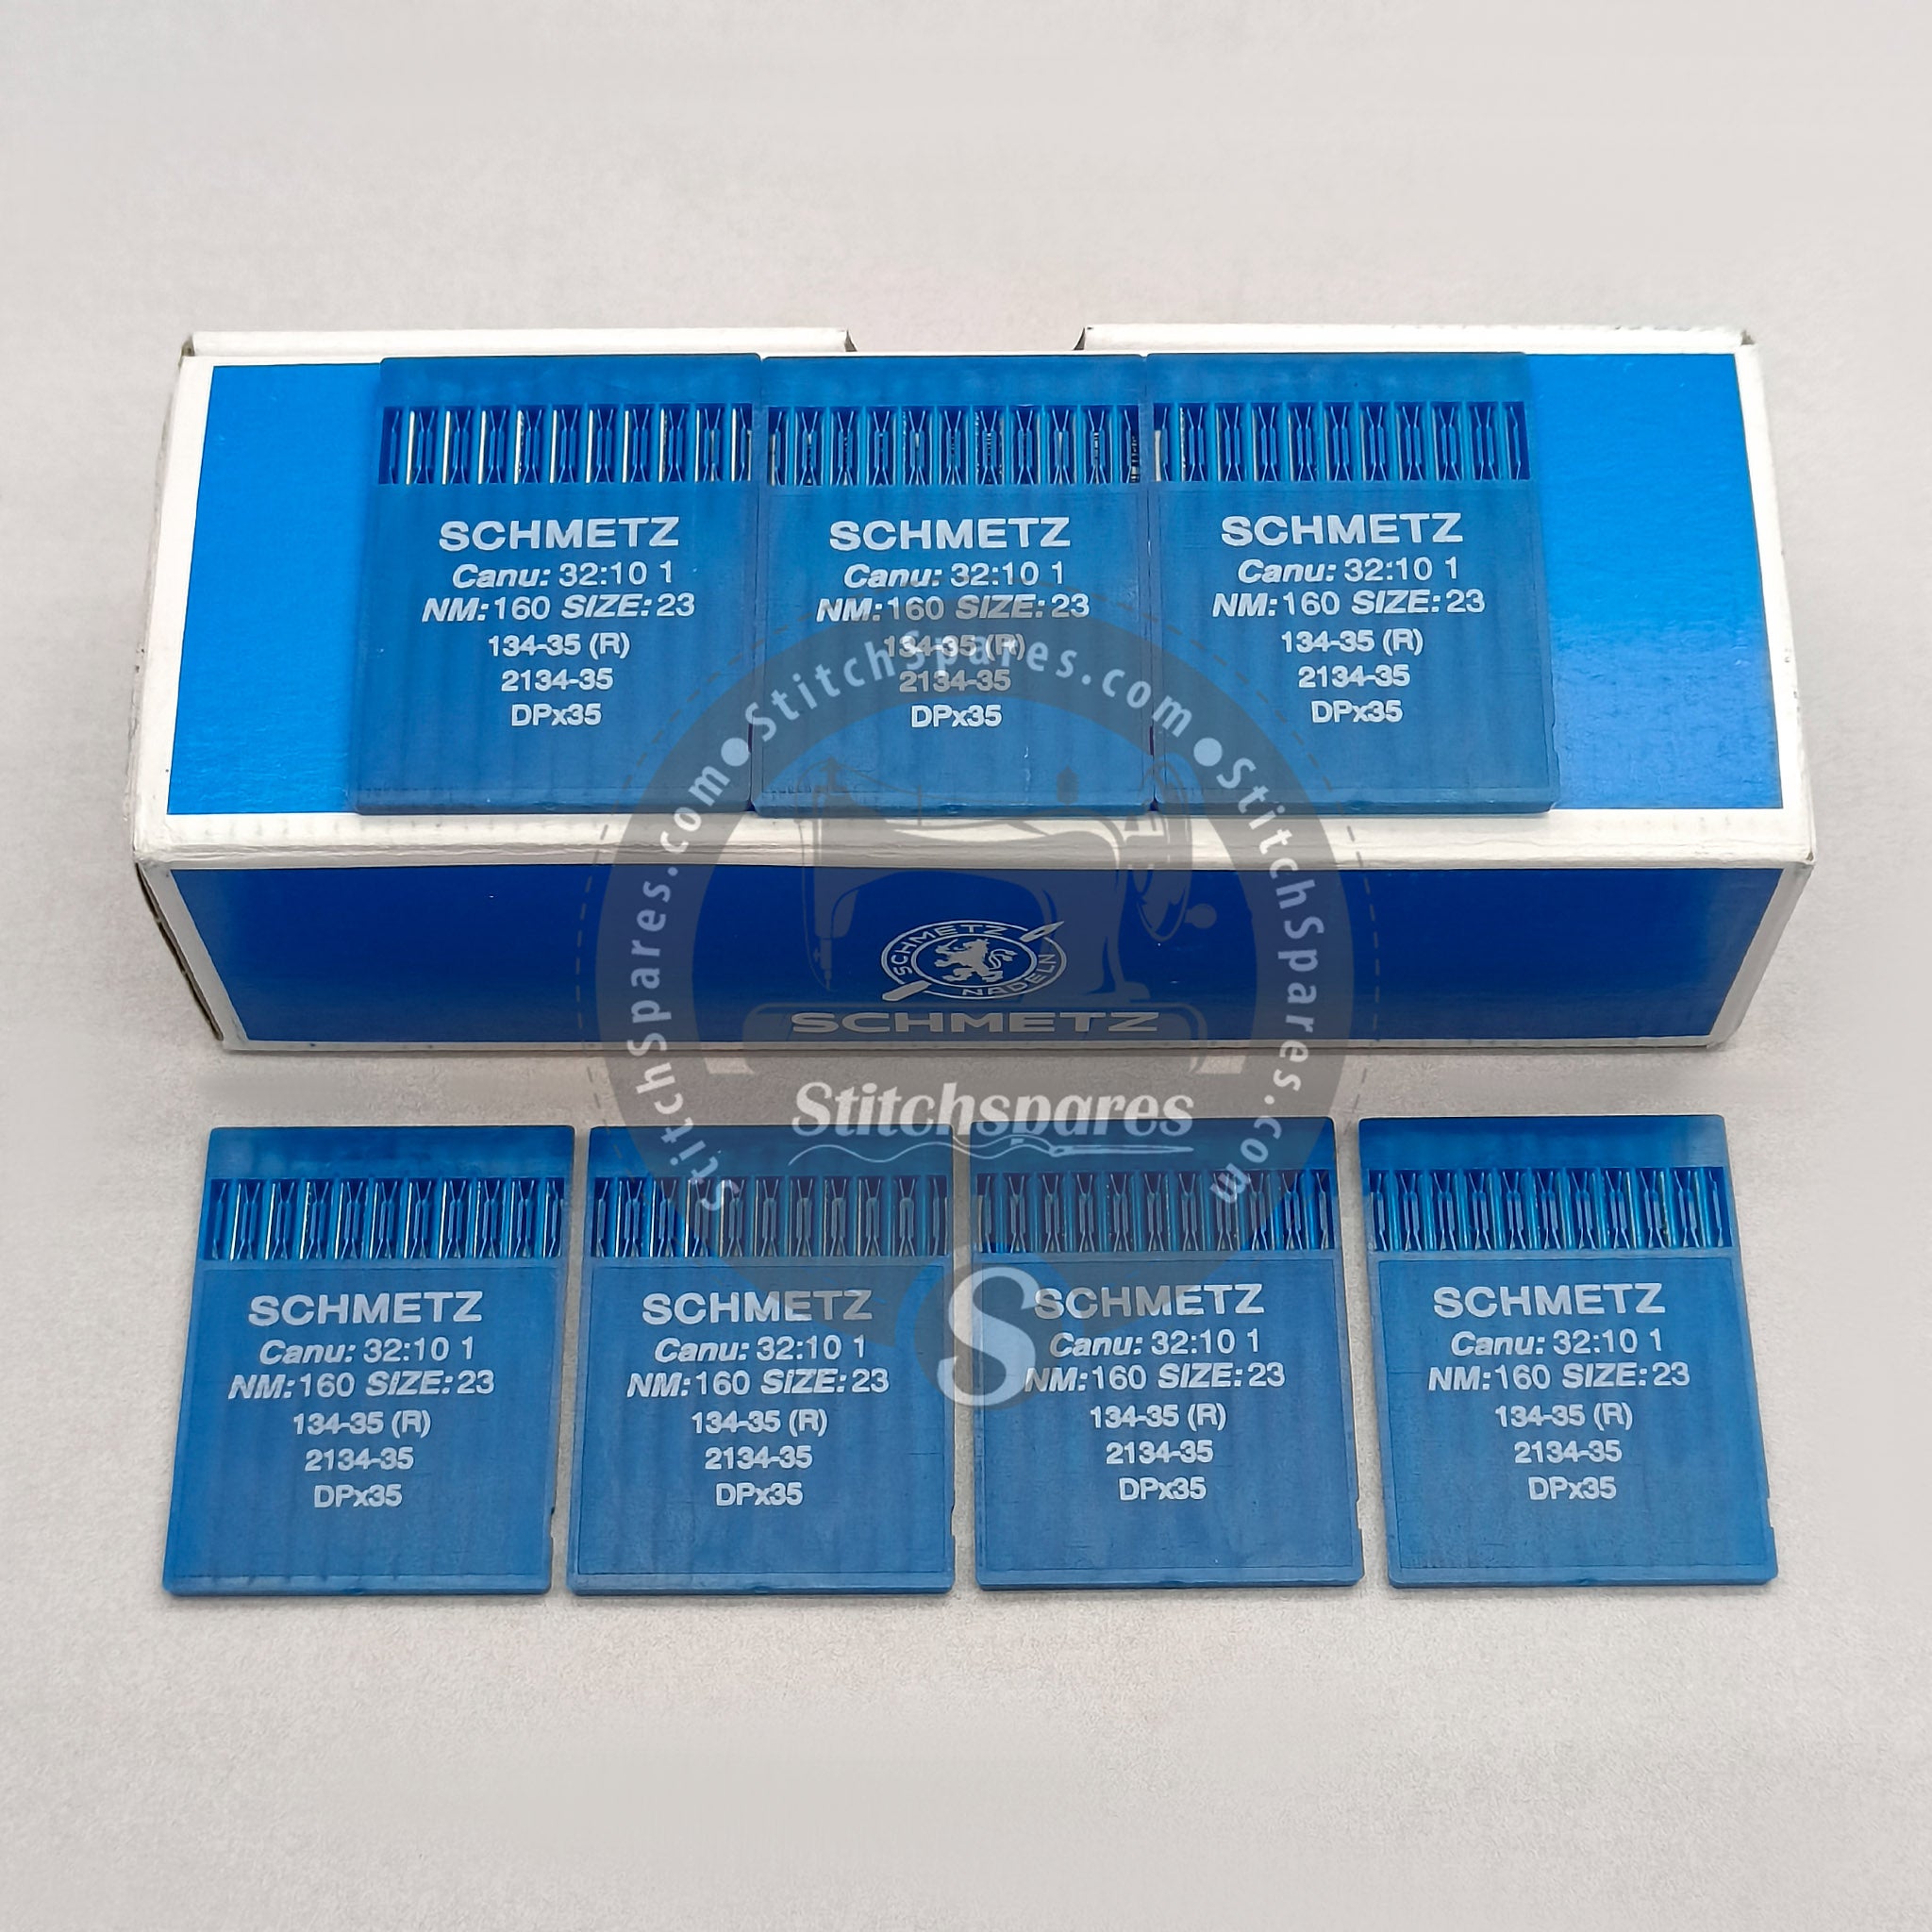 SCHMETZ
Canu: 32:10 1
NM:160 SIZE:23
134-35 (R)
2134-35
DPx35
SCHMETZ
Canu: 32:10 1
NM:160 SIZE:23
134-35 (R)
2134-35
DPx35
SCHMETZ
Canu: 32:10 1
NM:160 SIZE:23
134-35 (R)
2134-35
DPx35
StitchSpares.com
StitchSpares.com
StitchSpares.com
SCHMETZ
NADELN
SCHMETZ
Stitchspares
S
SCHMETZ
Canu: 32:10 1
NM:160 SIZE:23
134-35 (R)
2134-35
DPx35
SCHMETZ
Canu: 32:10 1
NM:160 SIZE:23
134-35 (R)
2134-35
DPx35
SCHMETZ
Canu: 32:10 1
NM:160 SIZE:23
134-35 (R)
2134-35
DPx35
SCHMETZ
Canu: 32:10 1
NM:160 SIZE:23
134-35 (R)
2134-35
DPx35